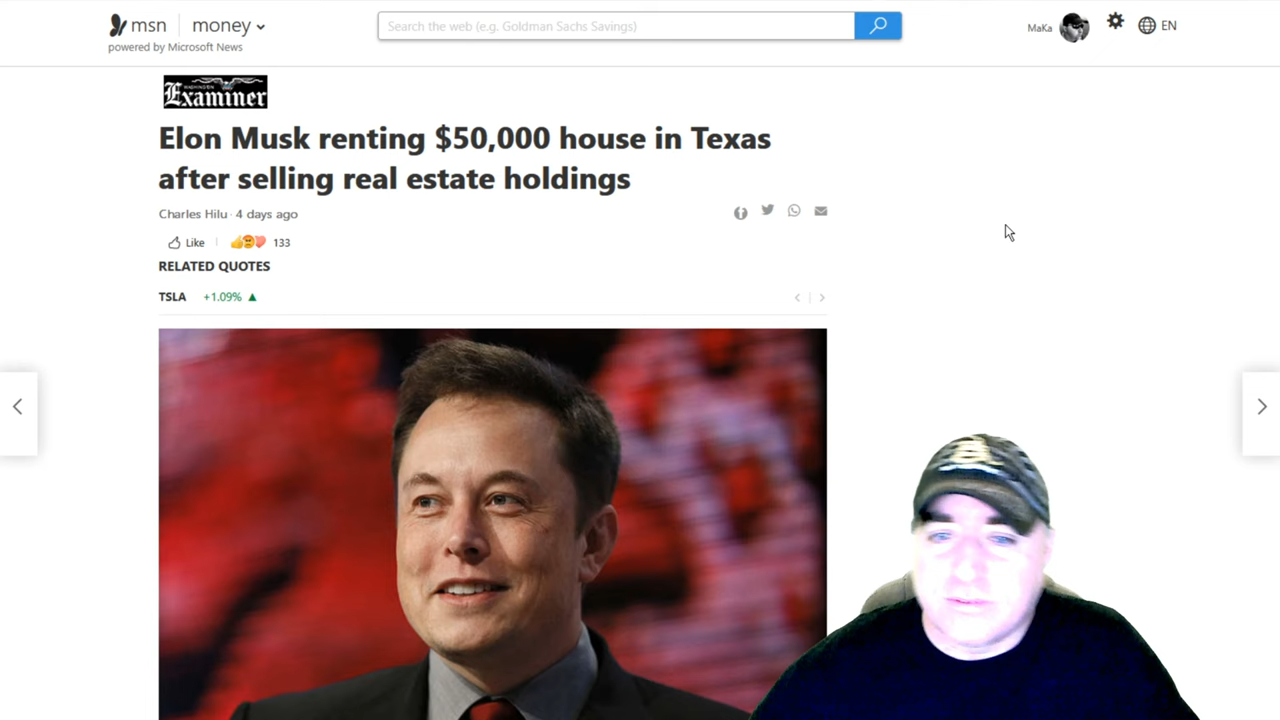 msn
money
powered by Microsoft News
Search the web (e.g. Goldman Sachs Savings)
MaKa
EN
WASHINGTON
Examiner
Elon Musk renting $50,000 house in Texas
after selling real estate holdings
Charles Hilu · 4 days ago
Like
133
RELATED QUOTES
TSLA +1.09% ▲